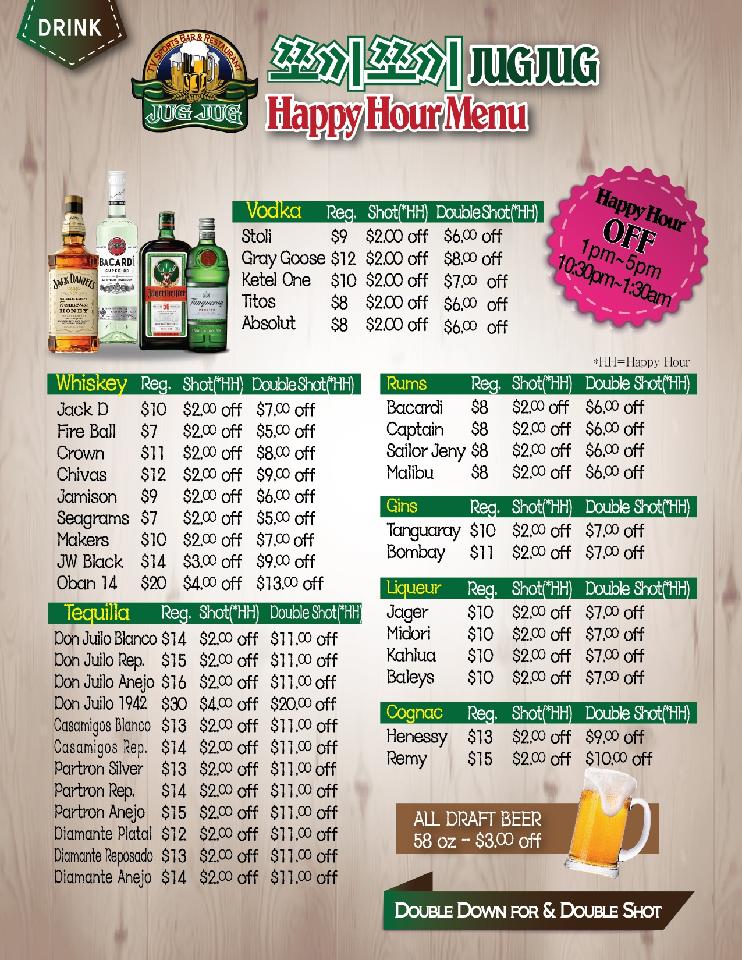 DRINK
TV SPORTS BAR & RESTAURANT
JUG JUG
쪼끼쪼끼 JUGJUG
Happy Hour Menu
Happy Hour
OFF
1pm~5pm
10:30pm~1:30am
JACK DANIEL'S
HONEY
BACARDI
Jägermeister
Tanqueray
Vodka Reg. Shot(*HH) Double Shot(*HH)
Stoli $9 $2.00 off $6.00 off
Gray Goose $12 $2.00 off $8.00 off
Ketel One $10 $2.00 off $7.00 off
Titos $8 $2.00 off $6.00 off
Absolut $8 $2.00 off $6.00 off
*HH=Happy Hour
Whiskey Reg. Shot(*HH) Double Shot(*HH)
Jack D $10 $2.00 off $7.00 off
Fire Ball $7 $2.00 off $5.00 off
Crown $11 $2.00 off $8.00 off
Chivas $12 $2.00 off $9.00 off
Jamison $9 $2.00 off $6.00 off
Seagrams $7 $2.00 off $5.00 off
Makers $10 $2.00 off $7.00 off
JW Black $14 $3.00 off $9.00 off
Oban 14 $20 $4.00 off $13.00 off
Tequilla Reg. Shot(*HH) Double Shot(*HH)
Don Juilo Blanco $14 $2.00 off $11.00 off
Don Juilo Rep. $15 $2.00 off $11.00 off
Don Juilo Anejo $16 $2.00 off $11.00 off
Don Juilo 1942 $30 $4.00 off $20.00 off
Casamigos Blanco $13 $2.00 off $11.00 off
Casamigos Rep. $14 $2.00 off $11.00 off
Partron Silver $13 $2.00 off $11.00 off
Partron Rep. $14 $2.00 off $11.00 off
Partron Anejo $15 $2.00 off $11.00 off
Diamante Platal $12 $2.00 off $11.00 off
Diamante Reposado $13 $2.00 off $11.00 off
Diamante Anejo $14 $2.00 off $11.00 off
Rums Reg. Shot(*HH) Double Shot(*HH)
Bacardi $8 $2.00 off $6.00 off
Captain $8 $2.00 off $6.00 off
Sailor Jeny $8 $2.00 off $6.00 off
Malibu $8 $2.00 off $6.00 off
Gins Reg. Shot(*HH) Double Shot(*HH)
Tanguaray $10 $2.00 off $7.00 off
Bombay $11 $2.00 off $7.00 off
Liqueur Reg. Shot(*HH) Double Shot(*HH)
Jager $10 $2.00 off $7.00 off
Midori $10 $2.00 off $7.00 off
Kahlua $10 $2.00 off $7.00 off
Baleys $10 $2.00 off $7.00 off
Cognac Reg. Shot(*HH) Double Shot(*HH)
Henessy $13 $2.00 off $9.00 off
Remy $15 $2.00 off $10.00 off
ALL DRAFT BEER
58 oz - $3.00 off
DOUBLE DOWN FOR & DOUBLE SHOT